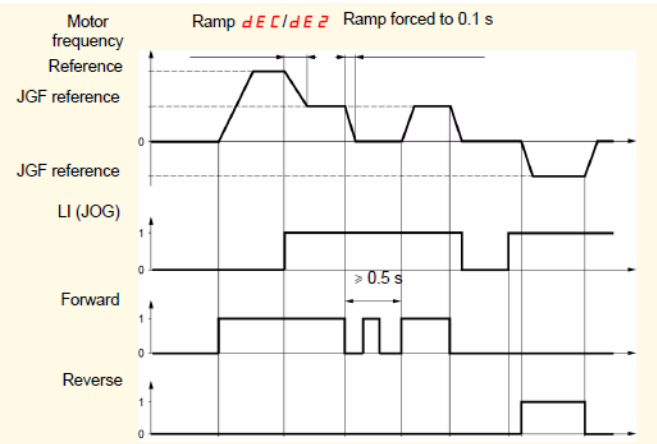 Motor frequency
Ramp dEC/dE2 Ramp forced to 0.1 s
Reference
JGF reference
0
JGF reference
LI (JOG)
1
0
≥ 0.5 s
Forward
1
0
Reverse
1
0